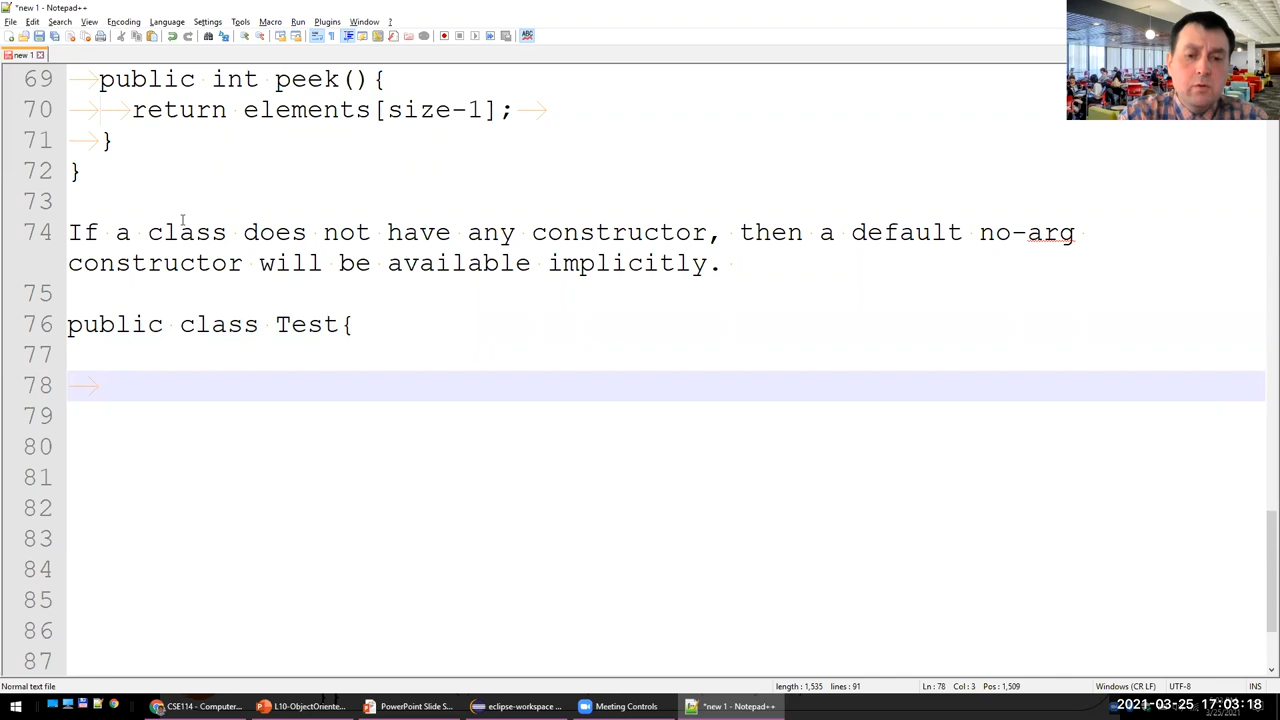 *new 1 - Notepad++
File Edit Search View Encoding Language Settings Tools Macro Run Plugins Window ?
new 1
69 public int peek(){
70 return elements[size-1];
71 }
72 }
73
74 If a class does not have any constructor, then a default no-arg
constructor will be available implicitly.
75
76 public class Test{
77
78
79
80
81
82
83
84
85
86
87
Normal text file length : 1,535 lines : 91 Ln : 78 Col : 3 Pos : 1,509 Windows (CR LF) UTF-8 INS
CSE114 - Computer... L10-ObjectOriente... PowerPoint Slide S... eclipse-workspace ... Meeting Controls *new 1 - Notepad++
2021-03-25 17:03:18